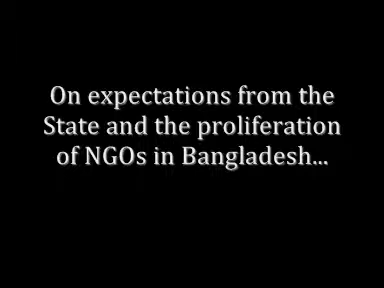 On expectations from the
State and the proliferation
of NGOs in Bangladesh...